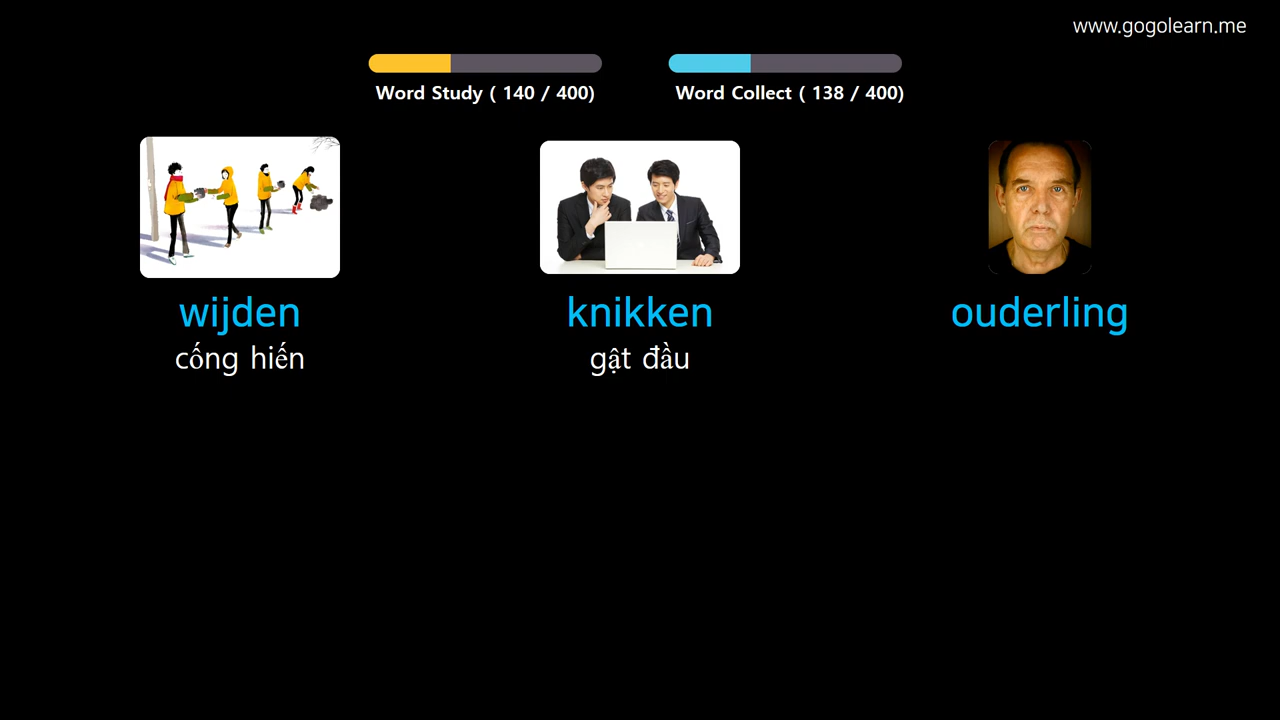 www.gogolearn.me
Word Study ( 140 / 400)
Word Collect ( 138 / 400)
wijden
knikken
ouderling
cống hiến
gật đầu